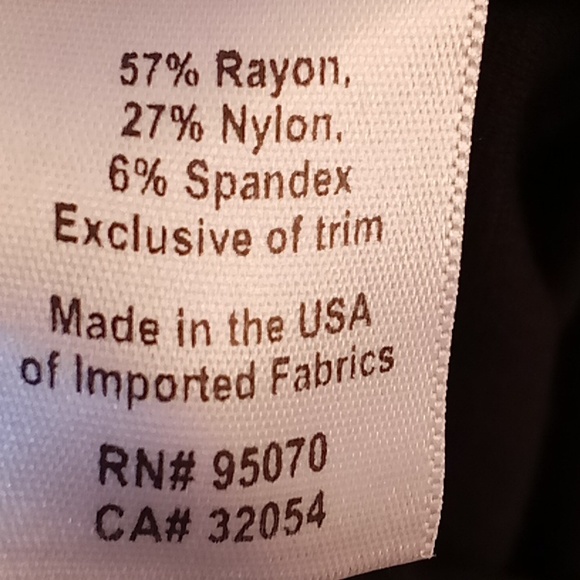 57% Rayon,
27% Nylon,
6% Spandex
Exclusive of trim
Made in the USA
of Imported Fabrics
RN# 95070
CA# 32054